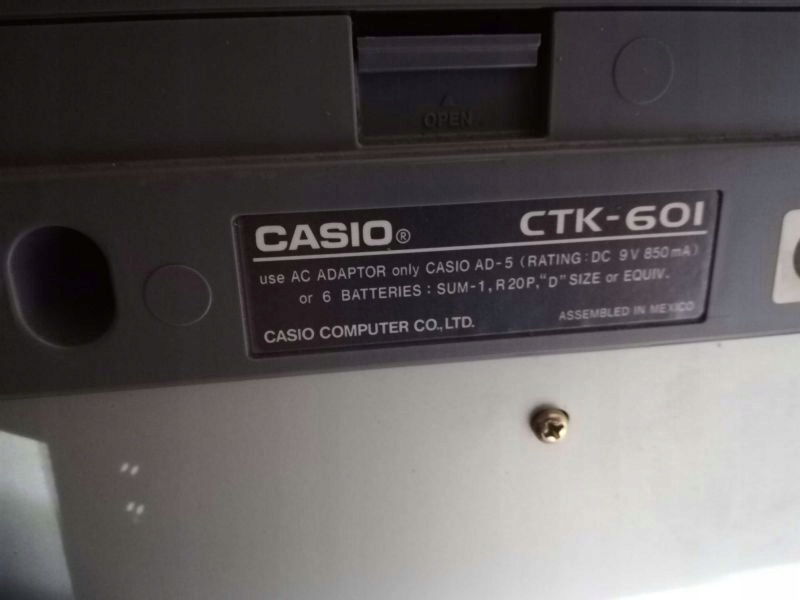 OPEN
CASIO® CTK-601
use AC ADAPTOR only CASIO AD-5 (RATING: DC 9V 850mA)
or 6 BATTERIES : SUM-1, R20P, "D" SIZE or EQUIV.
CASIO COMPUTER CO., LTD. ASSEMBLED IN MEXICO